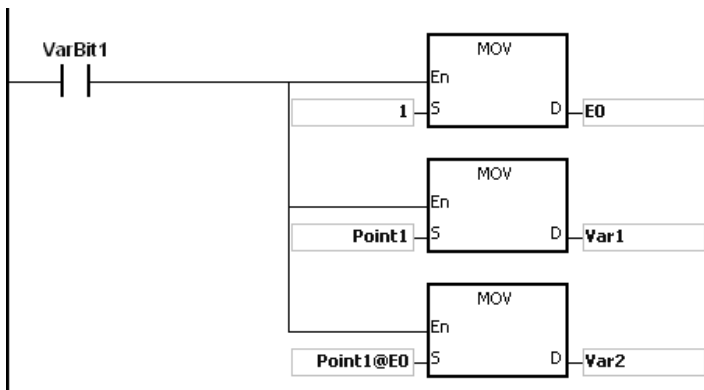 VarBit1
MOV
En
1 S D E0
MOV
En
Point1 S D Var1
MOV
En
Point1@E0 S D Var2